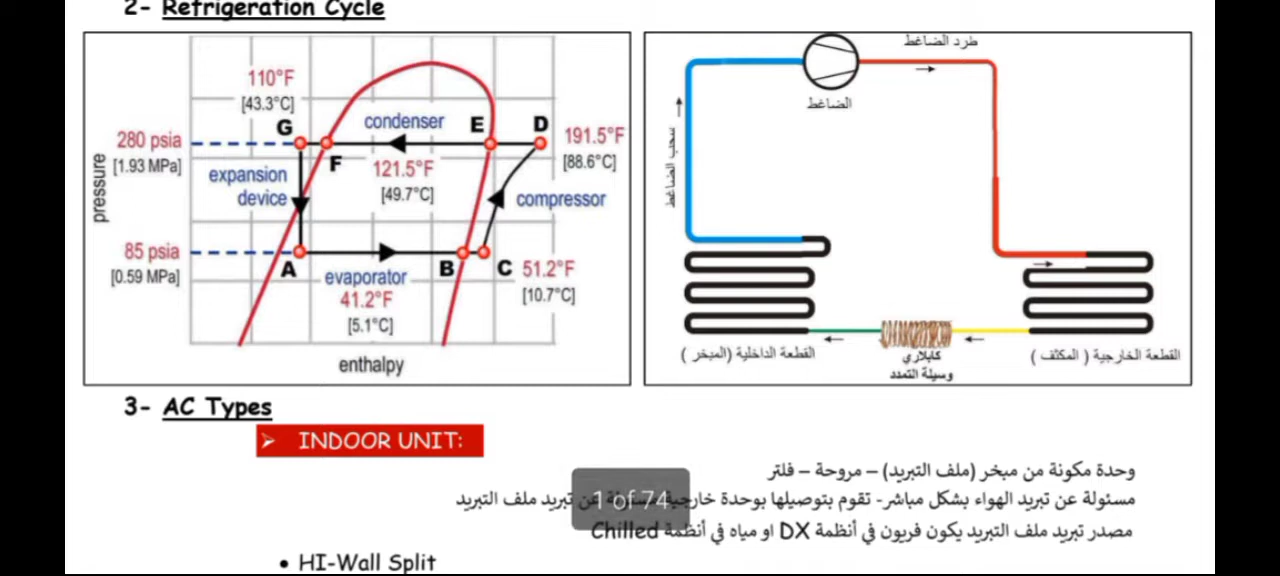 2- Refrigeration Cycle
110°F
[43.3°C]
G
condenser
E
D
280 psia
[1.93 MPa]
F
191.5°F
[88.6°C]
121.5°F
[49.7°C]
expansion
device
compressor
pressure
85 psia
[0.59 MPa]
A
B
C
51.2°F
[10.7°C]
evaporator
41.2°F
[5.1°C]
enthalpy
طرد الضاغط
الضاغط
سحب الضاغط
القطعة الداخلية (المبخر )
كابلاري
وسيلة التمدد
القطعة الخارجية ( المكثف )
3- AC Types
➢ INDOOR UNIT:
وحدة مكونة من مبخر (ملف التبريد) – مروحة – فلتر
مسئولة عن تبريد الهواء بشكل مباشر- تقوم بتوصيلها بوحدة خارجية عن تبريد ملف التبريد
1 of 74
مصدر تبريد ملف التبريد يكون فريون في أنظمة DX او مياه في أنظمة Chilled
• HI-Wall Split